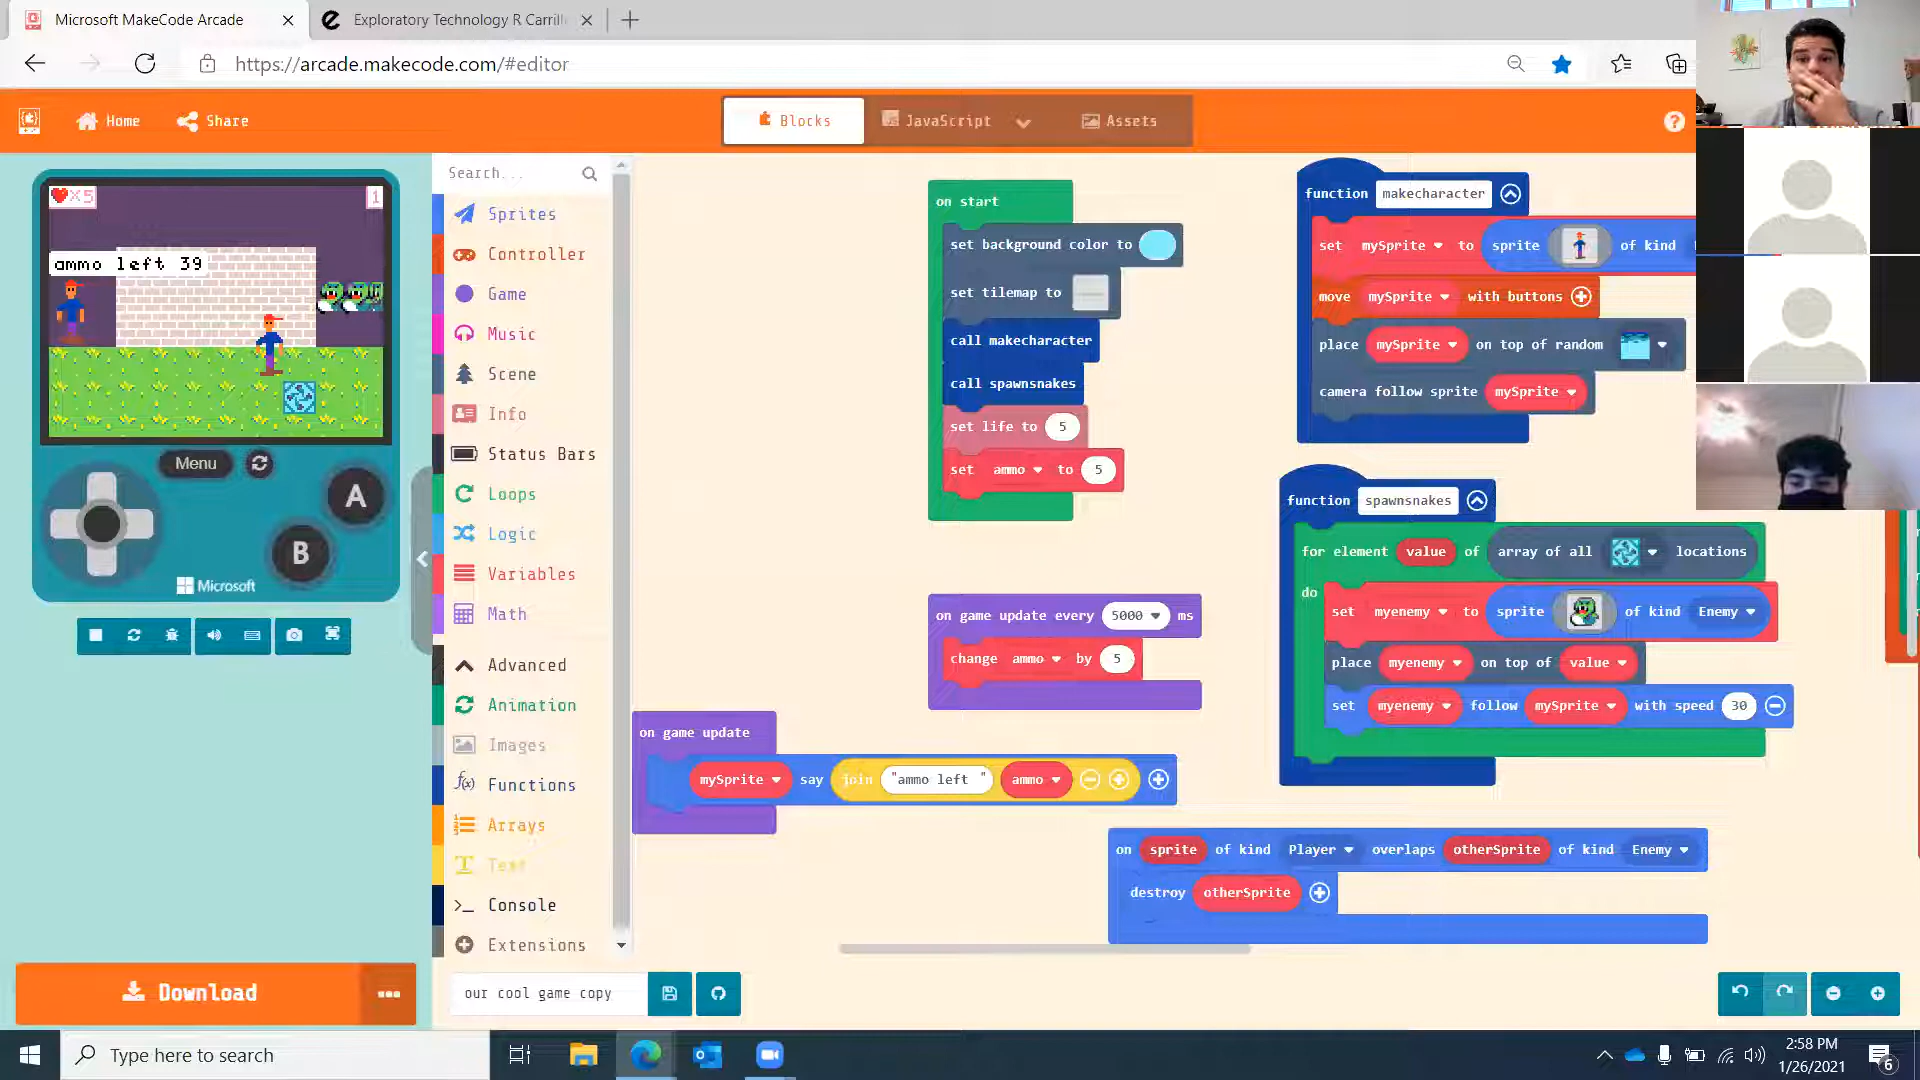 Microsoft MakeCode Arcade
Exploratory Technology R Carrill
https://arcade.makecode.com/#editor
Home
Share
Blocks
JavaScript
Assets
×5
1
ammo left 39
Menu
A
B
Microsoft
Search...
Sprites
Controller
Game
Music
Scene
Info
Status Bars
Loops
Logic
Variables
Math
Advanced
Animation
Images
Functions
Arrays
Text
Console
Extensions
on start
set background color to
set tilemap to
call makecharacter
call spawnsnakes
set life to 5
set ammo to 5
on game update every 5000 ms
change ammo by 5
on game update
mySprite say join "ammo left " ammo
function makecharacter
set mySprite to sprite of kind
move mySprite with buttons
place mySprite on top of random
camera follow sprite mySprite
function spawnsnakes
for element value of array of all locations
do
set myenemy to sprite of kind Enemy
place myenemy on top of value
set myenemy follow mySprite with speed 30
on sprite of kind Player overlaps otherSprite of kind Enemy
destroy otherSprite
Download
our cool game copy
Type here to search
2:58 PM
1/26/2021
6